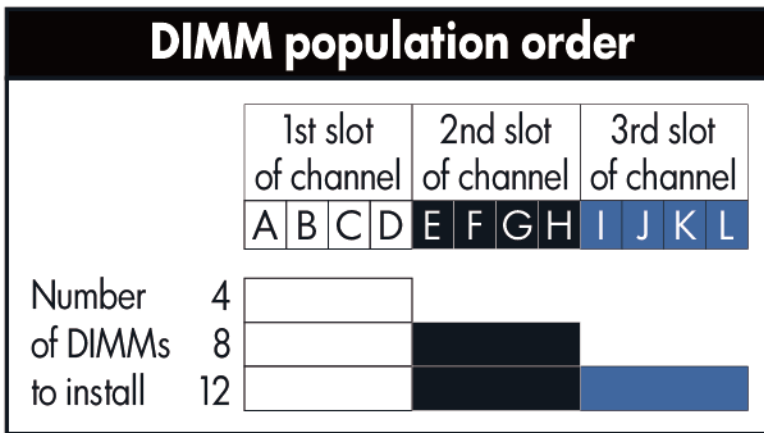 DIMM population order
1st slot 2nd slot 3rd slot
of channel of channel of channel
A B C D E F G H I J K L
Number 4
of DIMMs 8
to install 12